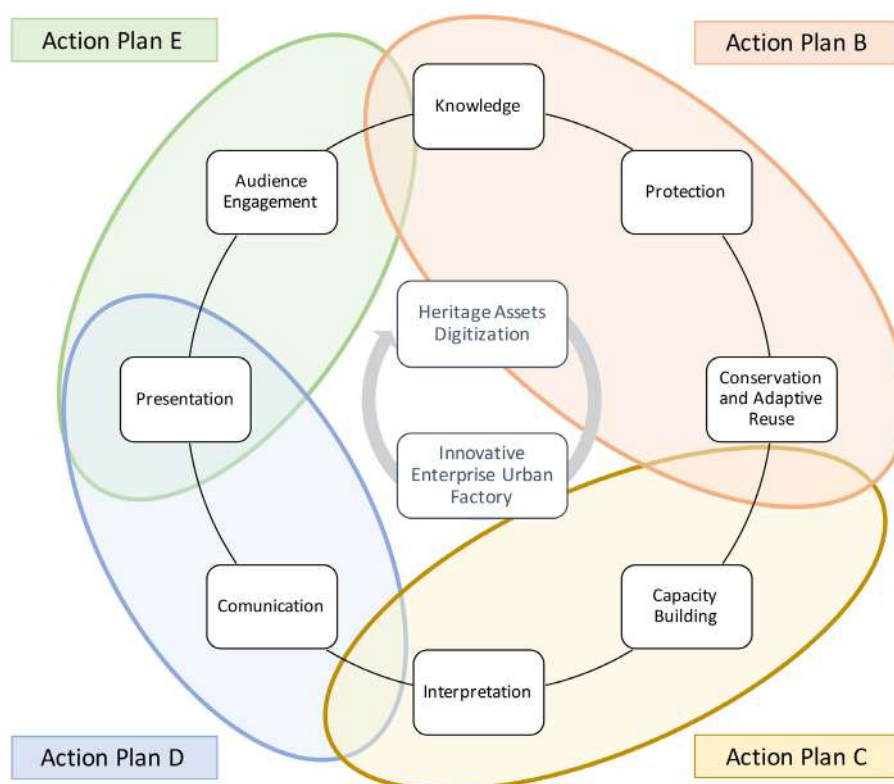 Action Plan E
Action Plan B
Knowledge
Audience
Engagement
Protection
Heritage Assets
Digitization
Presentation
Conservation
and Adaptive
Reuse
Innovative
Enterprise Urban
Factory
Comunication
Capacity
Building
Interpretation
Action Plan D
Action Plan C